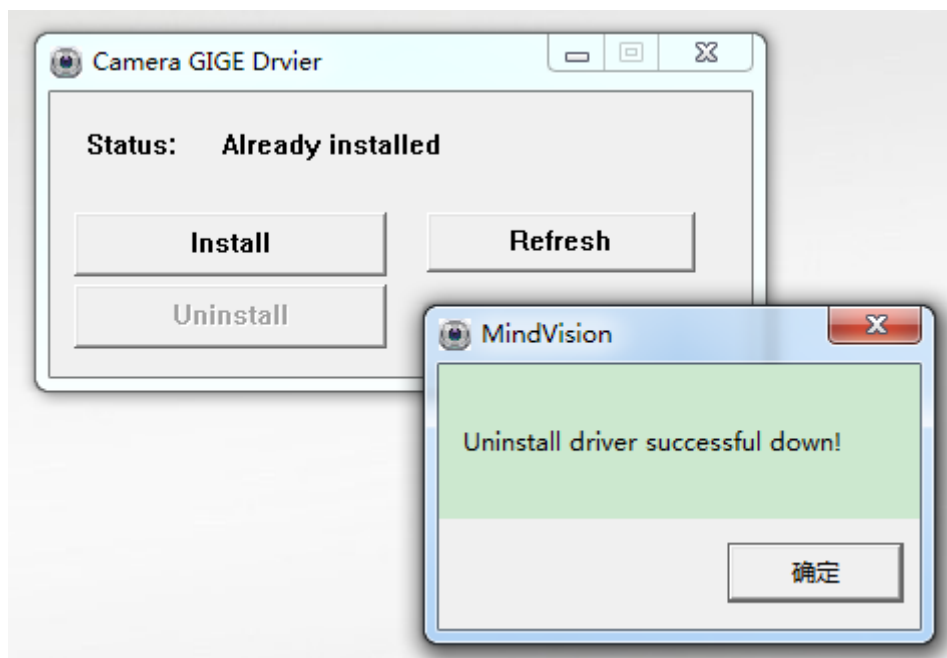 Camera GIGE Drvier
Status: Already installed
Install Refresh
Uninstall
MindVision
Uninstall driver successful down!
确定